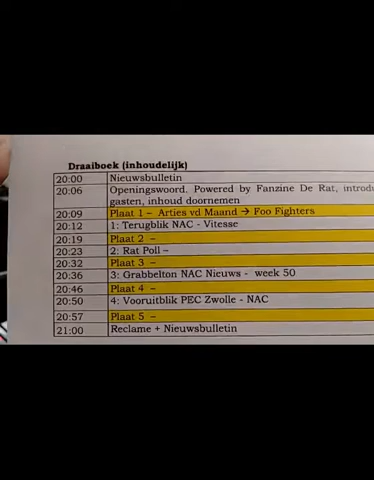 Draaiboek (inhoudelijk)
20:00 Nieuwsbulletin
20:06 Openingswoord. Powered by Fanzine De Rat, introdu
gasten, inhoud doornemen
20:09 Plaat 1 – Arties vd Maand → Foo Fighters
20:12 1: Terugblik NAC - Vitesse
20:19 Plaat 2 –
20:23 2: Rat Poll –
20:32 Plaat 3 –
20:36 3: Grabbelton NAC Nieuws - week 50
20:46 Plaat 4 –
20:50 4: Vooruitblik PEC Zwolle - NAC
20:57 Plaat 5 –
21:00 Reclame + Nieuwsbulletin